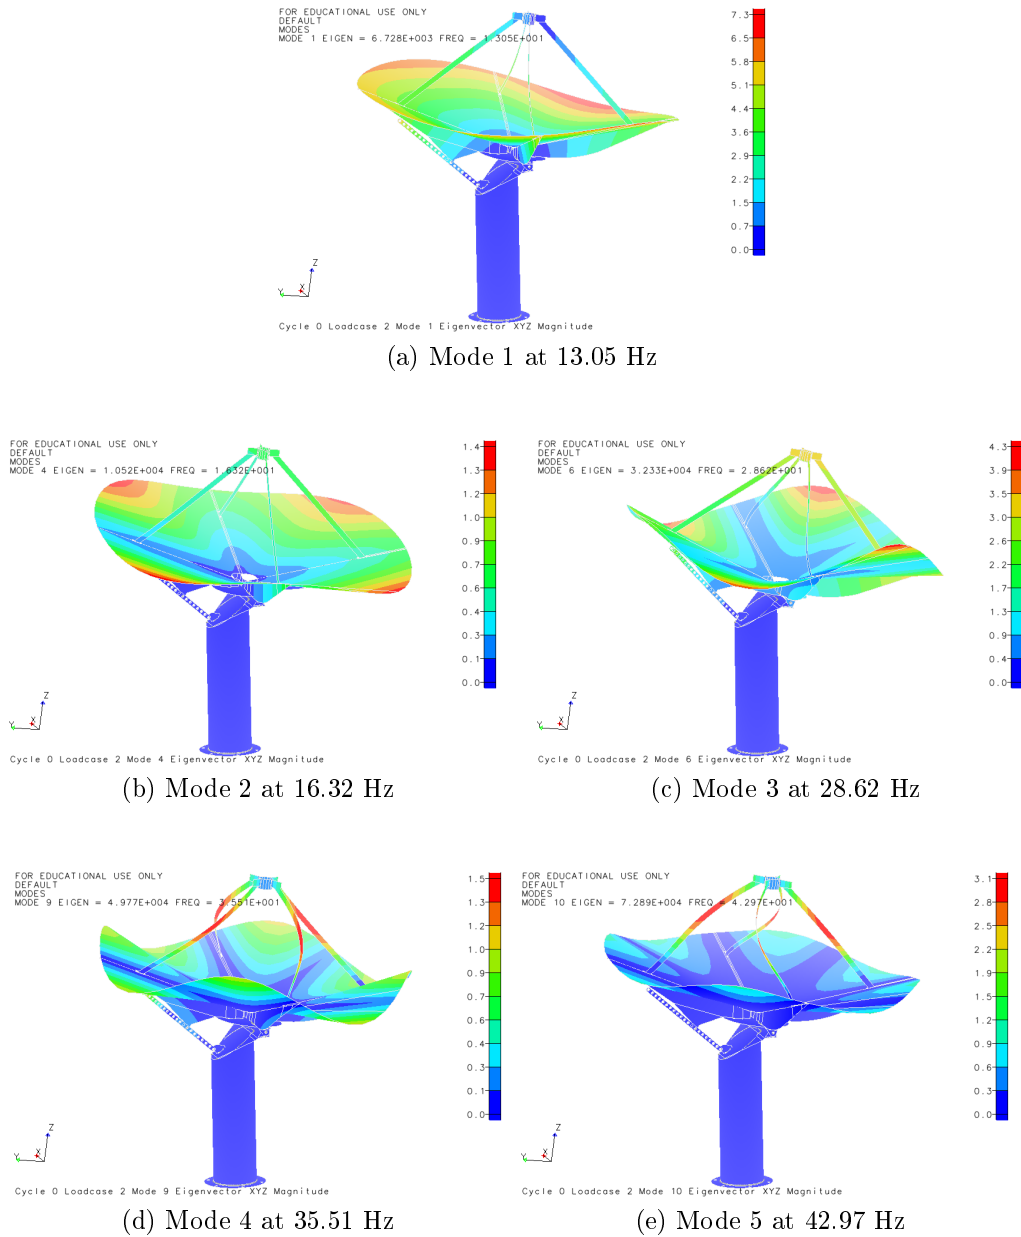 FOR EDUCATIONAL USE ONLY
DEFAULT
MODES
MODE 1 EIGEN = 6.728E+003 FREQ = 1.305E+001
7.3
6.5
5.8
5.1
4.4
3.6
2.9
2.2
1.5
0.7
0.0
Z
Y
X
Cycle 0 Loadcase 2 Mode 1 Eigenvector XYZ Magnitude
(a) Mode 1 at 13.05 Hz
FOR EDUCATIONAL USE ONLY
DEFAULT
MODES
MODE 4 EIGEN = 1.052E+004 FREQ = 1.632E+001
1.4
1.3
1.2
1.0
0.9
0.7
0.6
0.4
0.3
0.1
0.0
Z
Y
X
Cycle 0 Loadcase 2 Mode 4 Eigenvector XYZ Magnitude
(b) Mode 2 at 16.32 Hz
FOR EDUCATIONAL USE ONLY
DEFAULT
MODES
MODE 6 EIGEN = 3.233E+004 FREQ = 2.862E+001
4.3
3.9
3.5
3.0
2.6
2.2
1.7
1.3
0.9
0.4
0.0
Z
Y
X
Cycle 0 Loadcase 2 Mode 6 Eigenvector XYZ Magnitude
(c) Mode 3 at 28.62 Hz
FOR EDUCATIONAL USE ONLY
DEFAULT
MODES
MODE 9 EIGEN = 4.977E+004 FREQ = 3.551E+001
1.5
1.3
1.2
1.0
0.9
0.7
0.6
0.4
0.3
0.1
0.0
Z
Y
X
Cycle 0 Loadcase 2 Mode 9 Eigenvector XYZ Magnitude
(d) Mode 4 at 35.51 Hz
FOR EDUCATIONAL USE ONLY
DEFAULT
MODES
MODE 10 EIGEN = 7.289E+004 FREQ = 4.297E+001
3.1
2.8
2.5
2.2
1.9
1.5
1.2
0.9
0.6
0.3
0.0
Z
Y
X
Cycle 0 Loadcase 2 Mode 10 Eigenvector XYZ Magnitude
(e) Mode 5 at 42.97 Hz